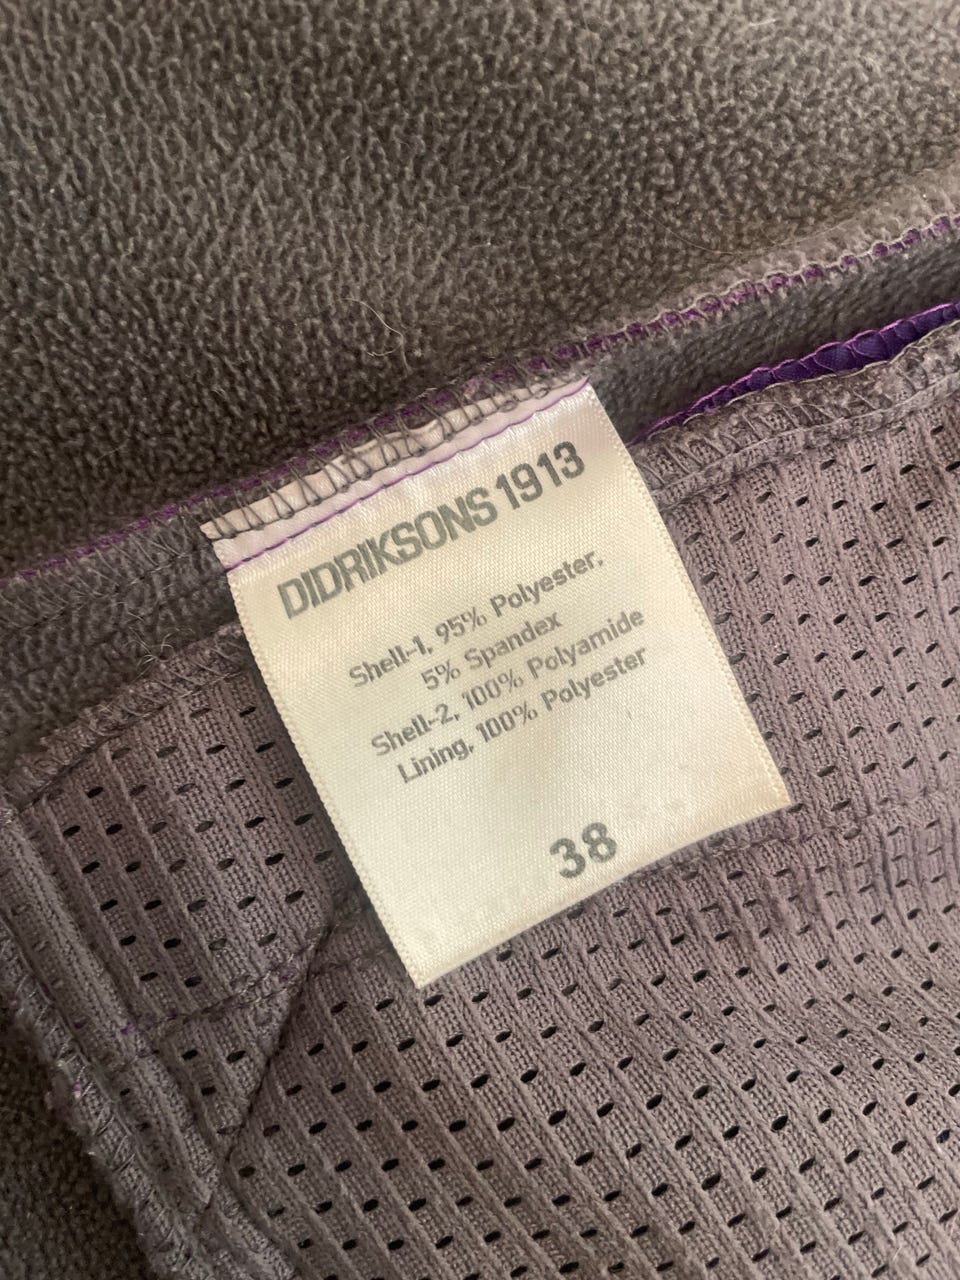 DIDRIKSONS 1913
Shell-1, 95% Polyester,
5% Spandex
Shell-2, 100% Polyamide
Lining, 100% Polyester
38